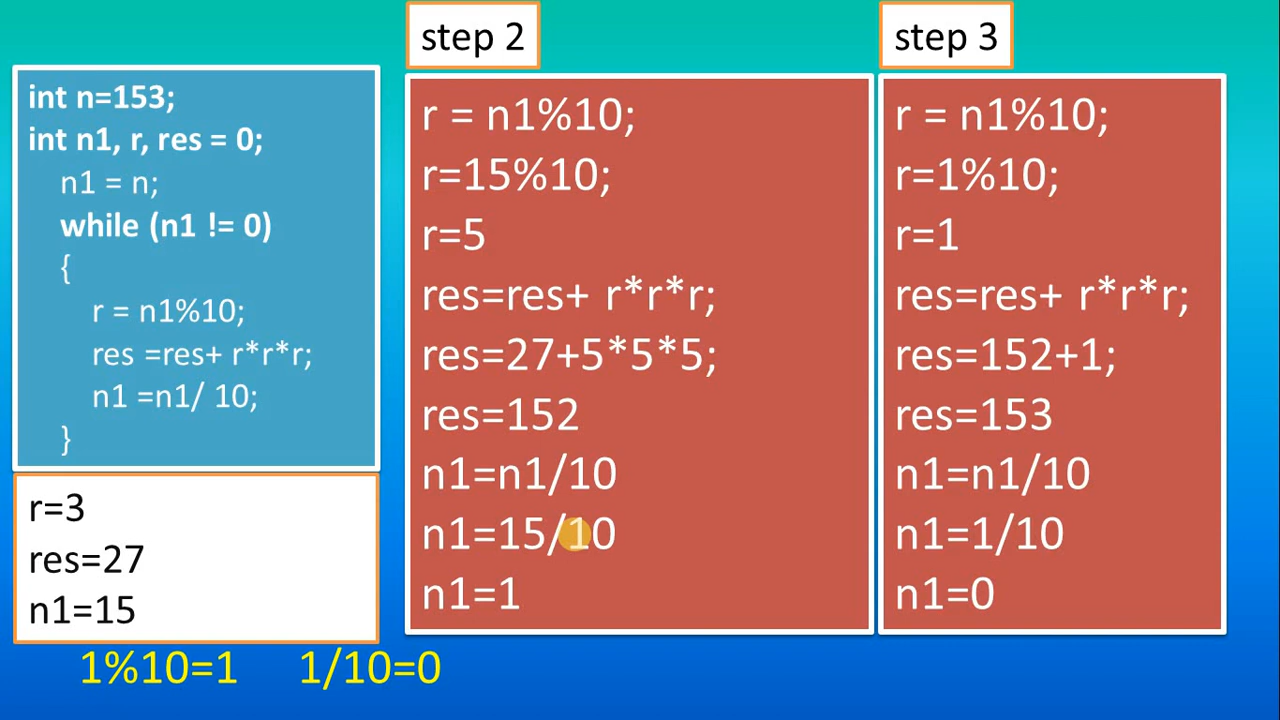 int n=153;
int n1, r, res = 0;
n1 = n;
while (n1 != 0)
{
r = n1%10;
res =res+ r*r*r;
n1 =n1/ 10;
}
r=3
res=27
n1=15
1%10=1 1/10=0
step 2
r = n1%10;
r=15%10;
r=5
res=res+ r*r*r;
res=27+5*5*5;
res=152
n1=n1/10
n1=15/10
n1=1
step 3
r = n1%10;
r=1%10;
r=1
res=res+ r*r*r;
res=152+1;
res=153
n1=n1/10
n1=1/10
n1=0